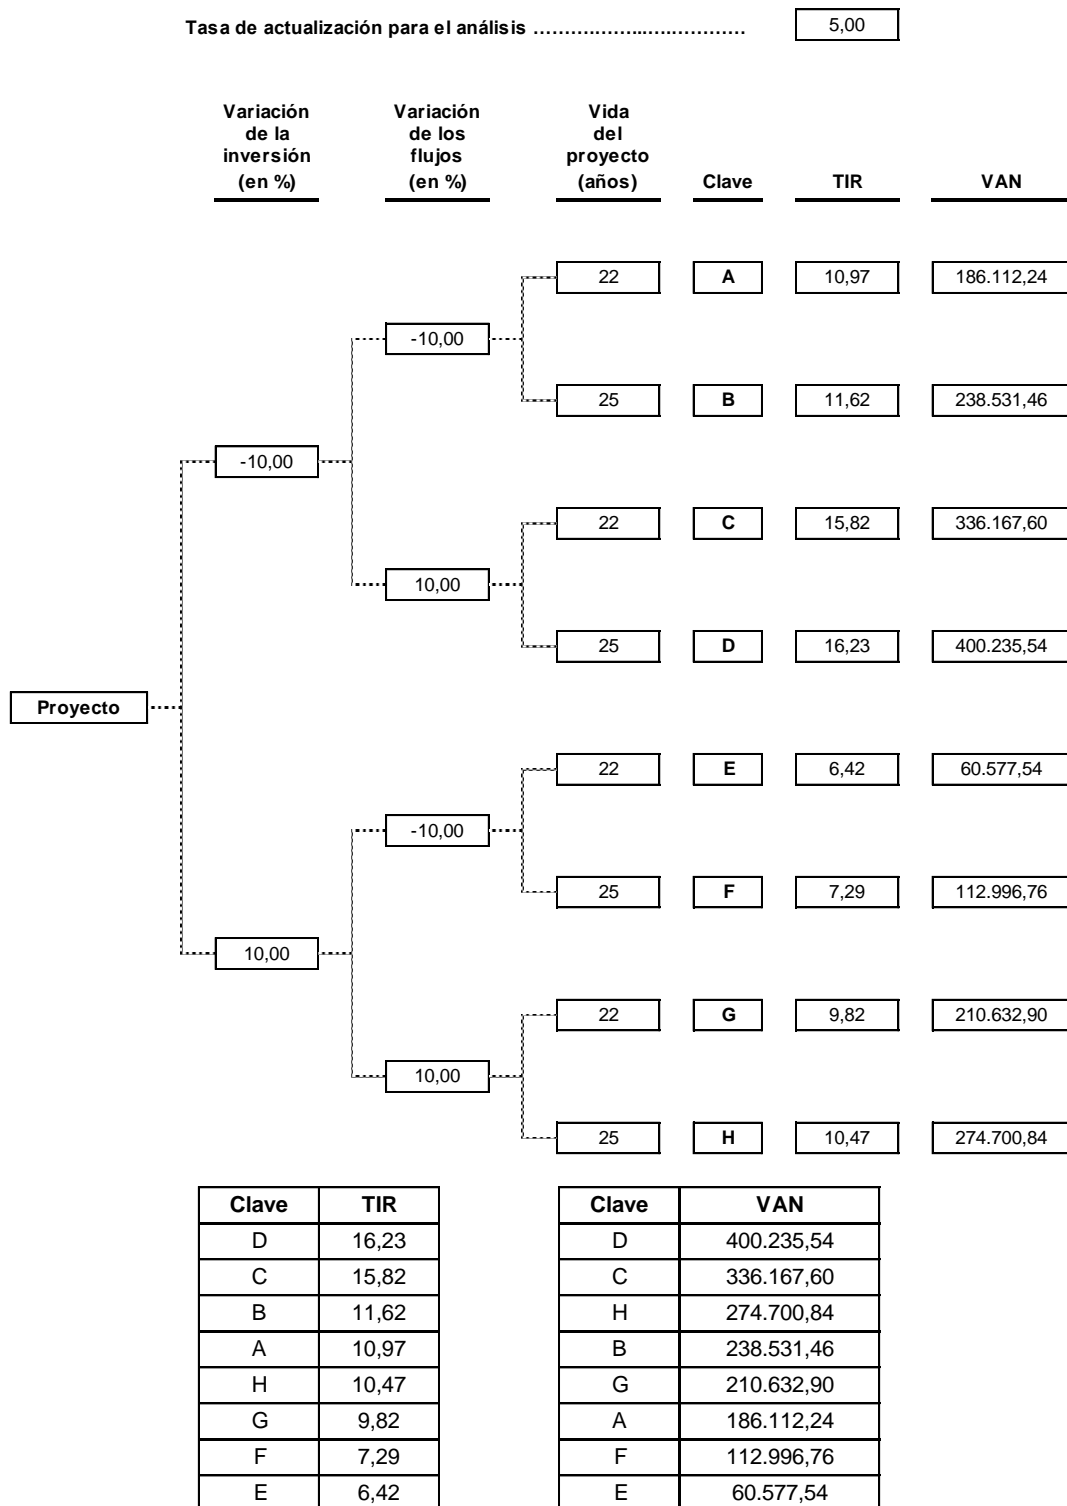 Tasa de actualización para el análisis ……….……...…..………… 5,00
Variación de la inversión (en %)
Variación de los flujos (en %)
Vida del proyecto (años)
Clave
TIR
VAN
22 A 10,97 186.112,24
-10,00
25 B 11,62 238.531,46
-10,00
22 C 15,82 336.167,60
10,00
25 D 16,23 400.235,54
Proyecto
22 E 6,42 60.577,54
-10,00
25 F 7,29 112.996,76
10,00
22 G 9,82 210.632,90
10,00
25 H 10,47 274.700,84
Clave TIR
D 16,23
C 15,82
B 11,62
A 10,97
H 10,47
G 9,82
F 7,29
E 6,42
Clave VAN
D 400.235,54
C 336.167,60
H 274.700,84
B 238.531,46
G 210.632,90
A 186.112,24
F 112.996,76
E 60.577,54